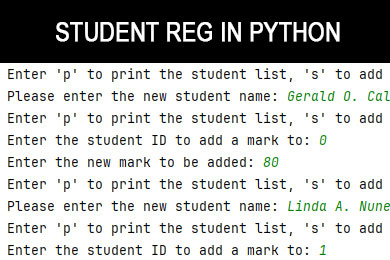 STUDENT REG IN PYTHON
Enter 'p' to print the student list, 's' to add
Please enter the new student name: Gerald O. Cal
Enter 'p' to print the student list, 's' to add
Enter the student ID to add a mark to: 0
Enter the new mark to be added: 80
Enter 'p' to print the student list, 's' to add
Please enter the new student name: Linda A. Nune
Enter 'p' to print the student list, 's' to add
Enter the student ID to add a mark to: 1